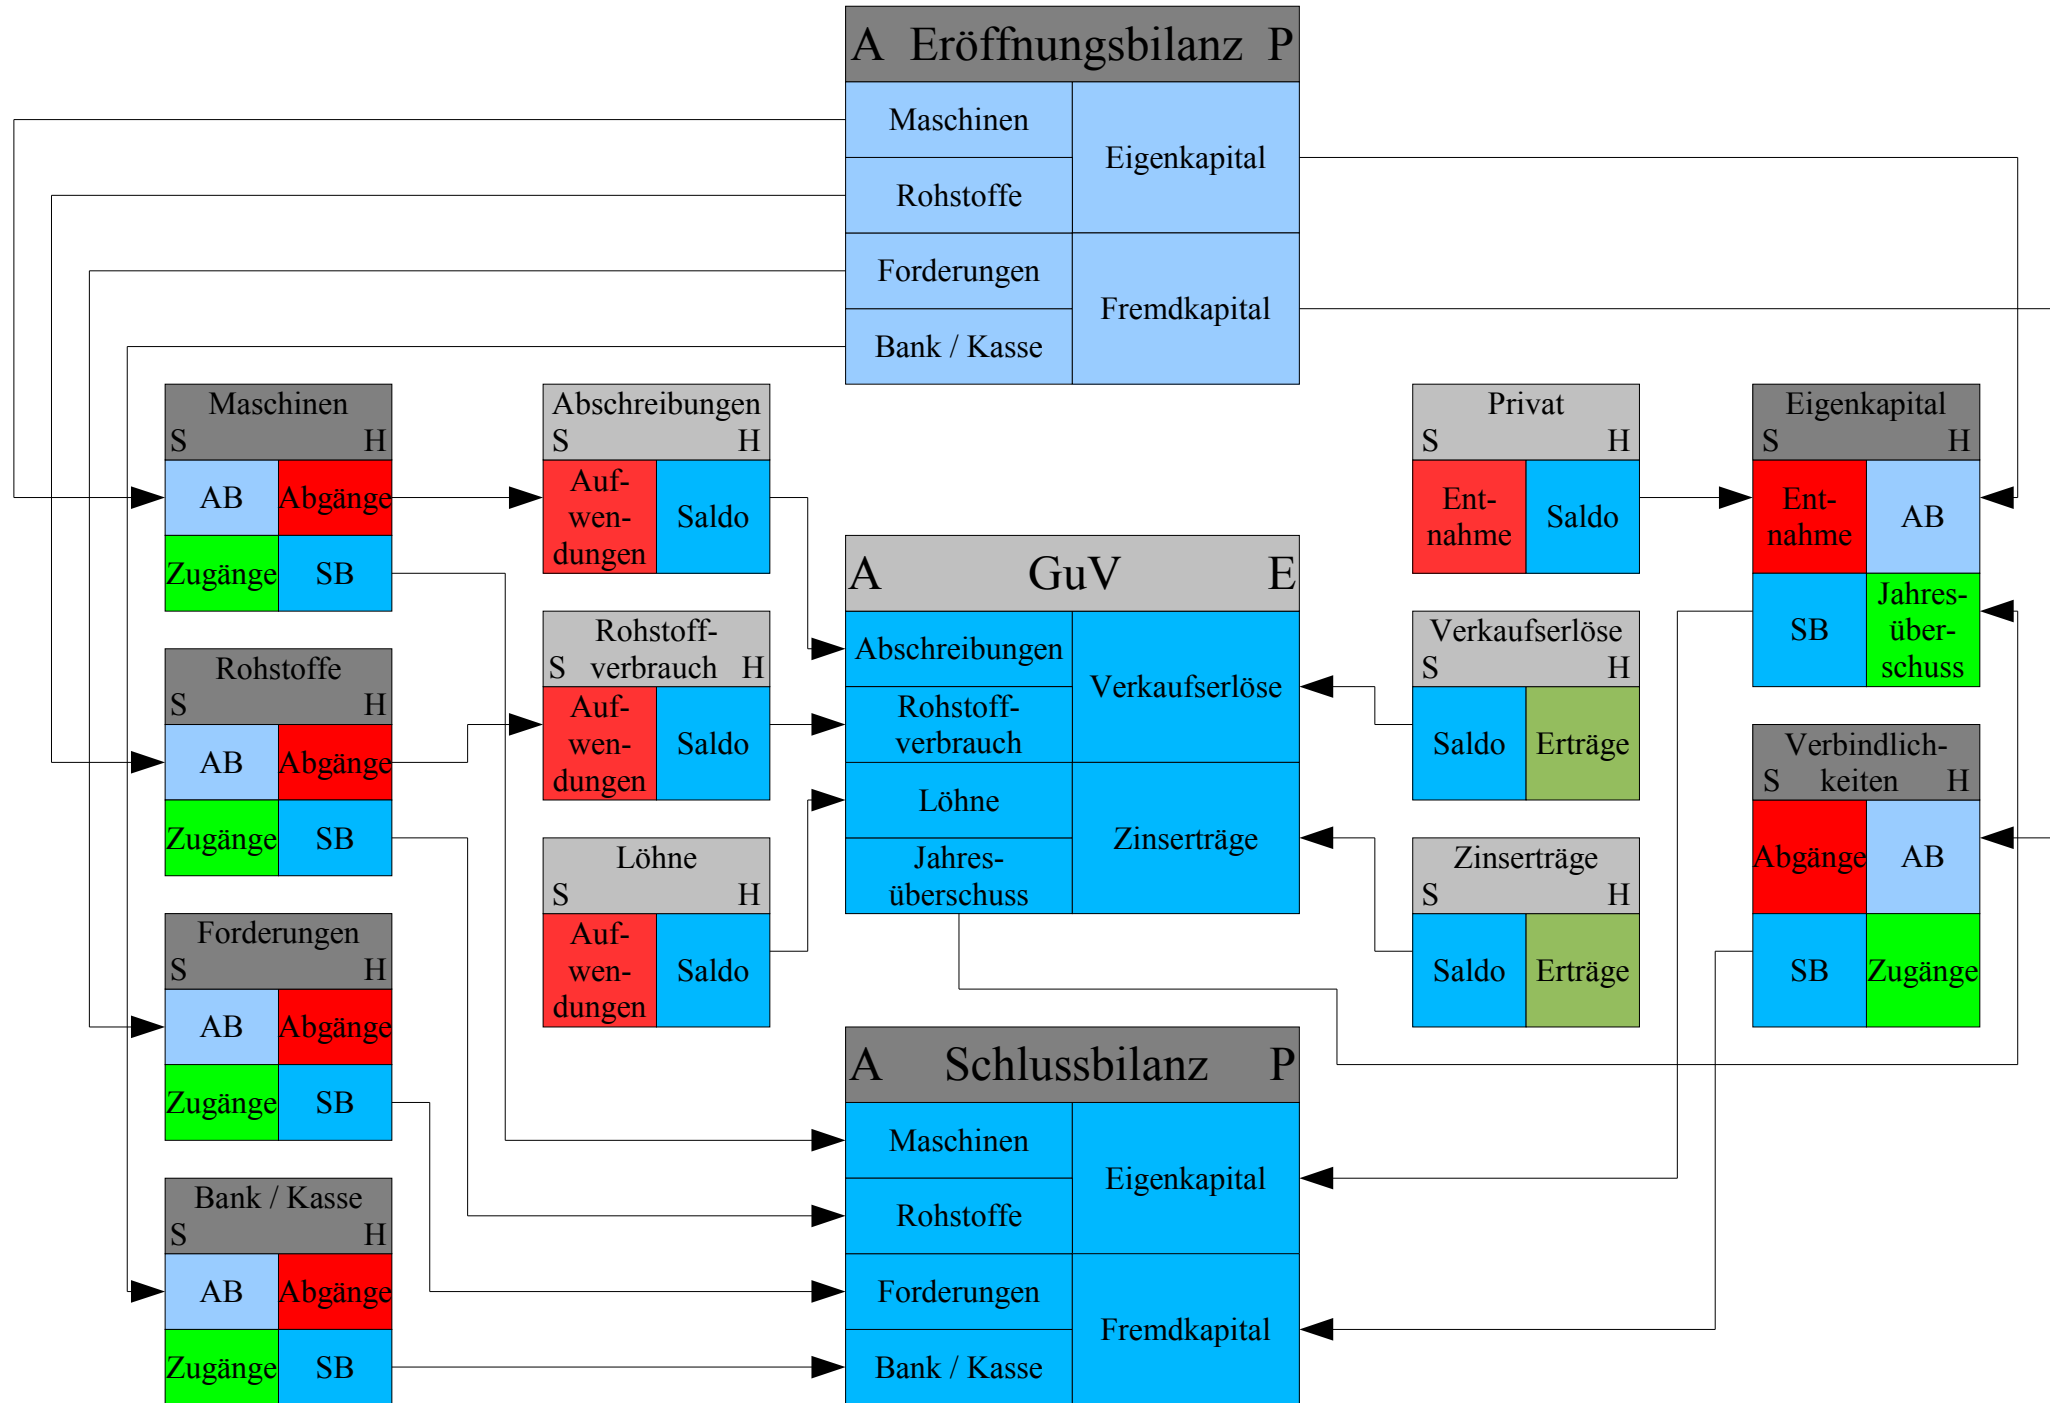 A Eröffnungsbilanz P
Maschinen
Eigenkapital
Rohstoffe
Forderungen
Fremdkapital
Bank / Kasse
Maschinen
S H
AB Abgänge
Zugänge SB
Rohstoffe
S H
AB Abgänge
Zugänge SB
Forderungen
S H
AB Abgänge
Zugänge SB
Bank / Kasse
S H
AB Abgänge
Zugänge SB
Abschreibungen
S H
Auf-
wen-
dungen
Saldo
Rohstoff-
S verbrauch H
Auf-
wen-
dungen
Saldo
Löhne
S H
Auf-
wen-
dungen
Saldo
A GuV E
Abschreibungen
Verkaufserlöse
Rohstoff-
verbrauch
Löhne
Zinserträge
Jahres-
überschuss
A Schlussbilanz P
Maschinen
Eigenkapital
Rohstoffe
Forderungen
Fremdkapital
Bank / Kasse
Privat
S H
Ent-
nahme
Saldo
Verkaufserlöse
S H
Saldo Erträge
Zinserträge
S H
Saldo Erträge
Eigenkapital
S H
Ent-
nahme
AB
SB
Jahres-
über-
schuss
Verbindlich-
S keiten H
Abgänge AB
SB Zugänge